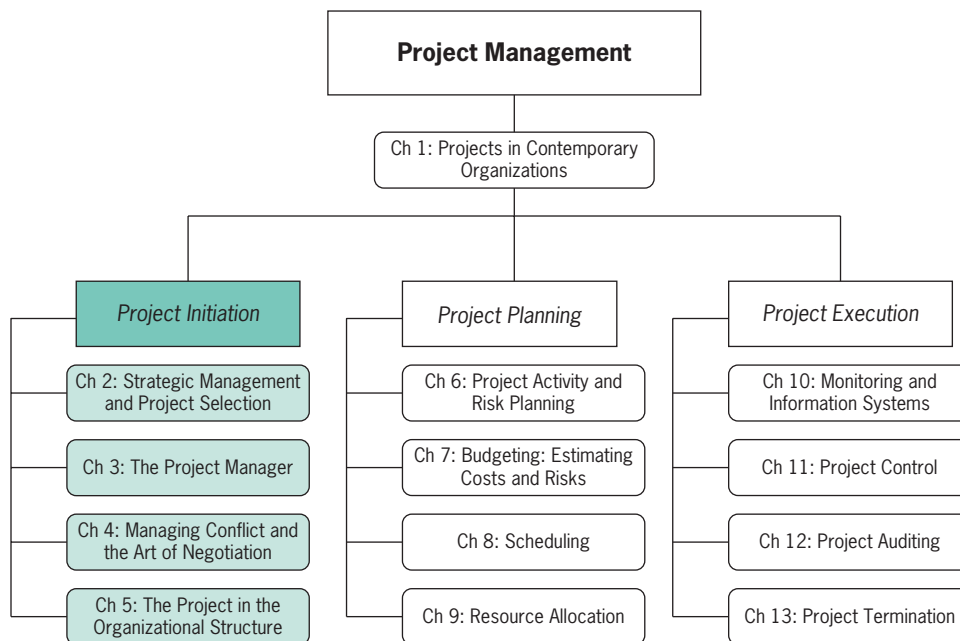 Project Management
Ch 1: Projects in Contemporary
Organizations
Project Initiation
Ch 2: Strategic Management
and Project Selection
Ch 3: The Project Manager
Ch 4: Managing Conflict and
the Art of Negotiation
Ch 5: The Project in the
Organizational Structure
Project Planning
Ch 6: Project Activity and
Risk Planning
Ch 7: Budgeting: Estimating
Costs and Risks
Ch 8: Scheduling
Ch 9: Resource Allocation
Project Execution
Ch 10: Monitoring and
Information Systems
Ch 11: Project Control
Ch 12: Project Auditing
Ch 13: Project Termination